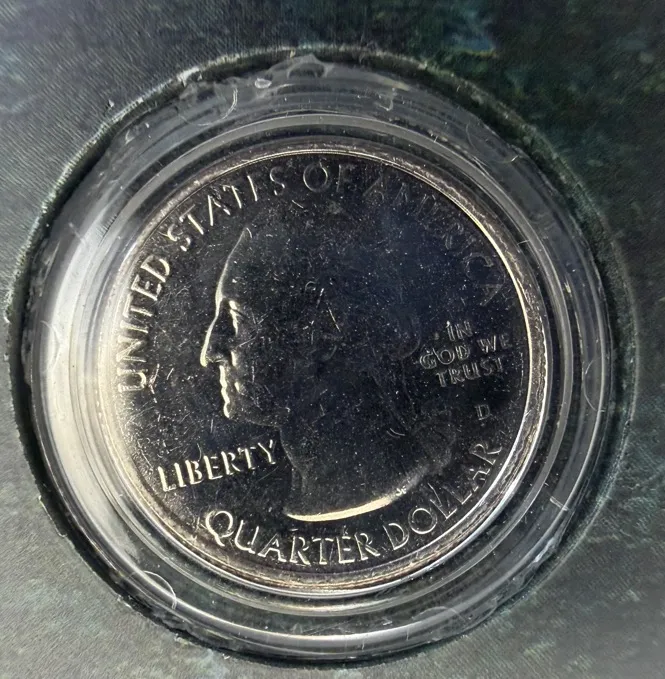 UNITED STATES OF AMERICA
IN
GOD WE
TRUST
D
LIBERTY
QUARTER DOLLAR